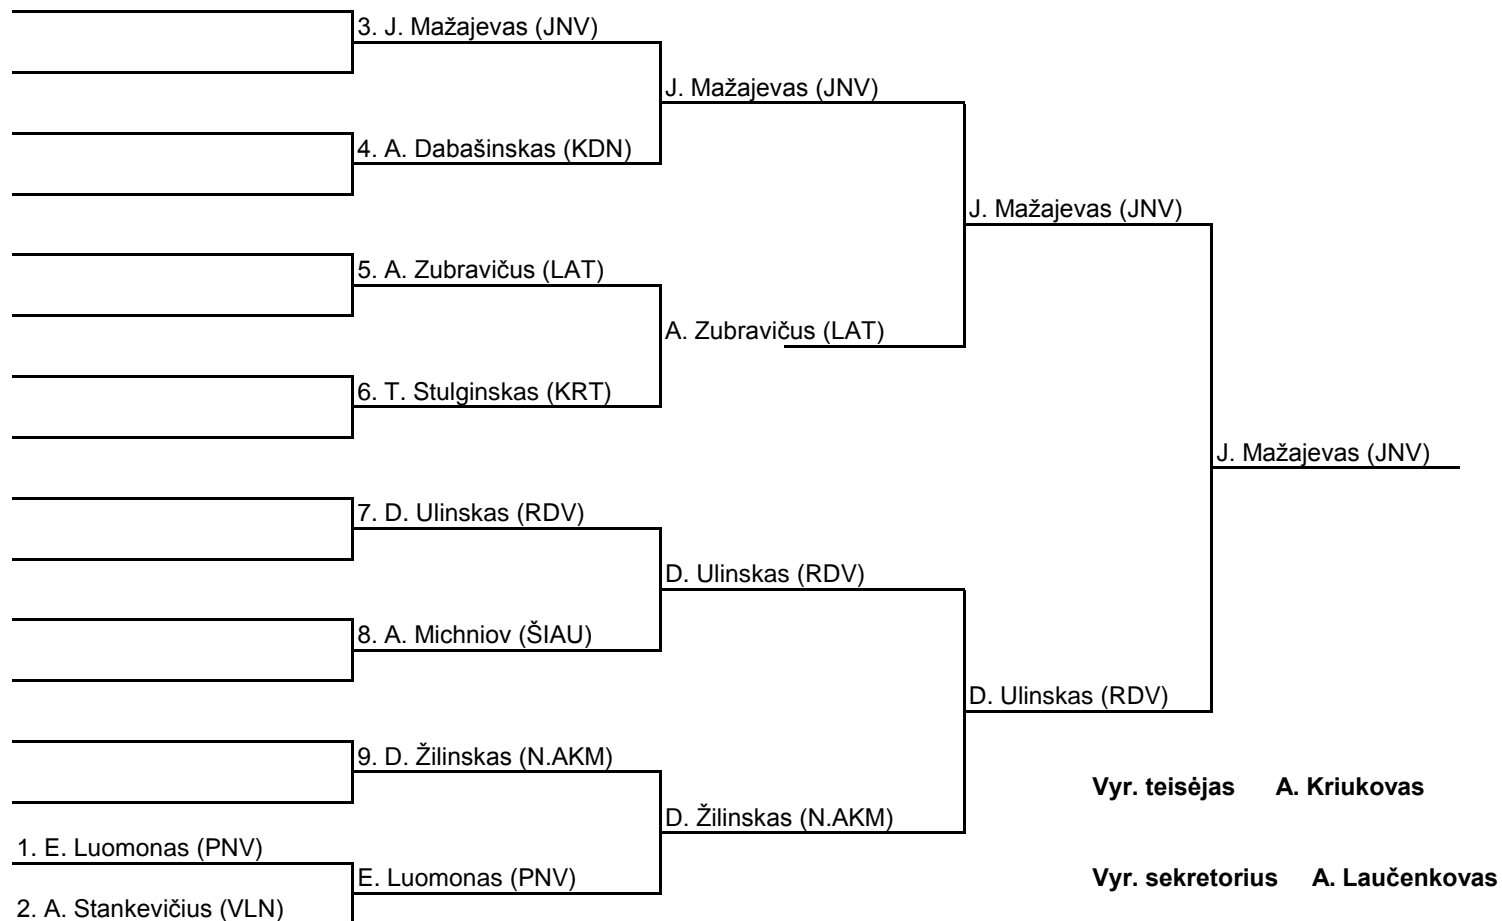 3. J. Mažajevas (JNV)
J. Mažajevas (JNV)
4. A. Dabašinskas (KDN)
J. Mažajevas (JNV)
5. A. Zubravičus (LAT)
A. Zubravičus (LAT)
6. T. Stulginskas (KRT)
J. Mažajevas (JNV)
7. D. Ulinskas (RDV)
D. Ulinskas (RDV)
8. A. Michniov (ŠIAU)
D. Ulinskas (RDV)
9. D. Žilinskas (N.AKM)
Vyr. teisėjas A. Kriukovas
D. Žilinskas (N.AKM)
1. E. Luomonas (PNV)
E. Luomonas (PNV)
Vyr. sekretorius A. Laučenkovas
2. A. Stankevičius (VLN)